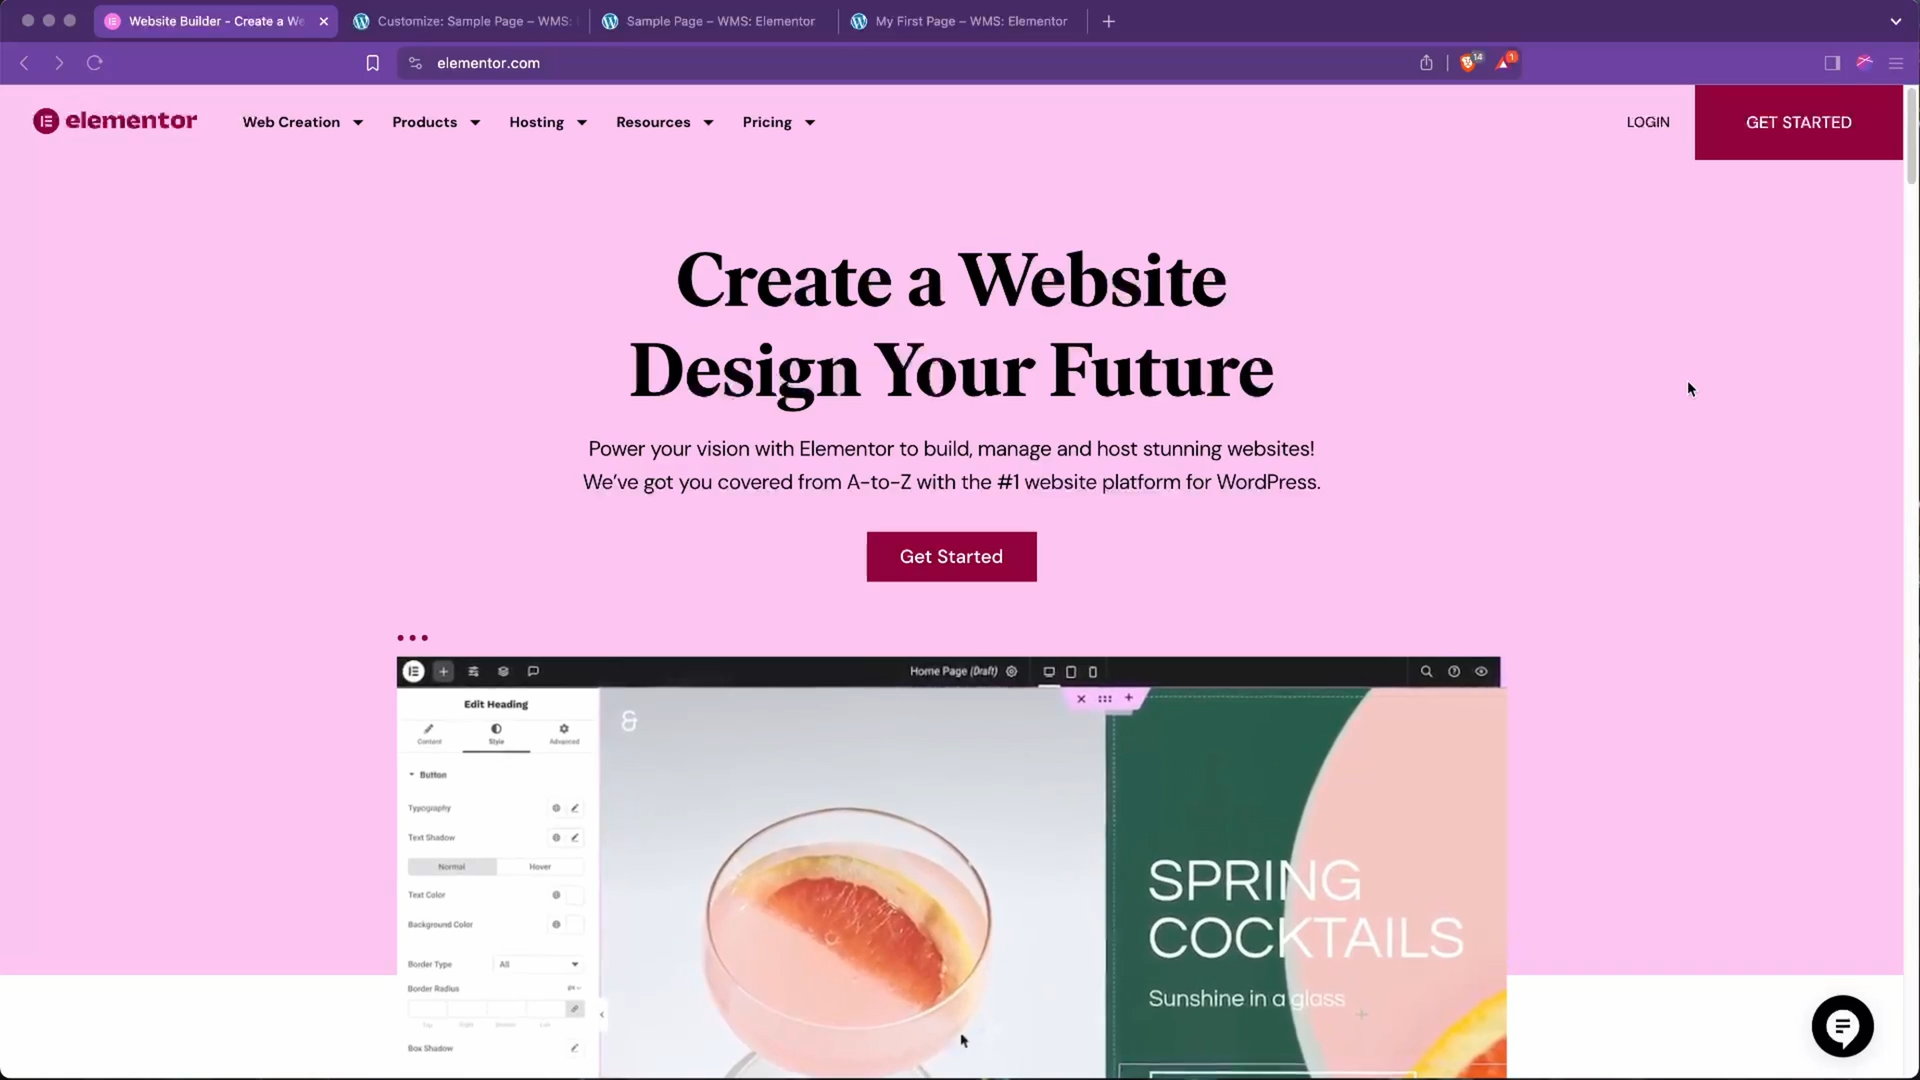 Website Builder - Create a We
Customize: Sample Page – WMS:
Sample Page – WMS: Elementor
My First Page – WMS: Elementor
elementor.com
14
1
elementor
Web Creation
Products
Hosting
Resources
Pricing
LOGIN
GET STARTED
Create a Website
Design Your Future
Power your vision with Elementor to build, manage and host stunning websites!
We've got you covered from A-to-Z with the #1 website platform for WordPress.
Get Started
Home Page (Draft)
Edit Heading
Content
Style
Advanced
Button
Typography
Text Shadow
Normal
Hover
Text Color
Background Color
Border Type
All
Border Radius
Box Shadow
&
SPRING
COCKTAILS
Sunshine in a glass